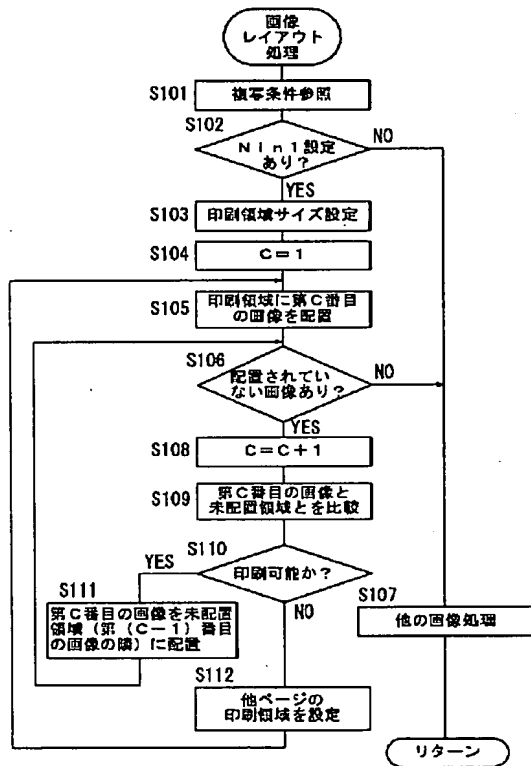 画像
レイアウト
処理
S101
複写条件参照
S102
Nin1設定
あり?
NO
YES
S103
印刷領域サイズ設定
S104
C=1
S105
印刷領域に第C番目
の画像を配置
S106
配置されてい
ない画像あり?
NO
YES
S108
C=C+1
S109
第C番目の画像と
未配置領域とを比較
S110
印刷可能か?
YES
NO
S111
第C番目の画像を未配置
領域(第(C-1)番目
の画像の隣)に配置
S107
他の画像処理
S112
他ページの
印刷領域を設定
リターン